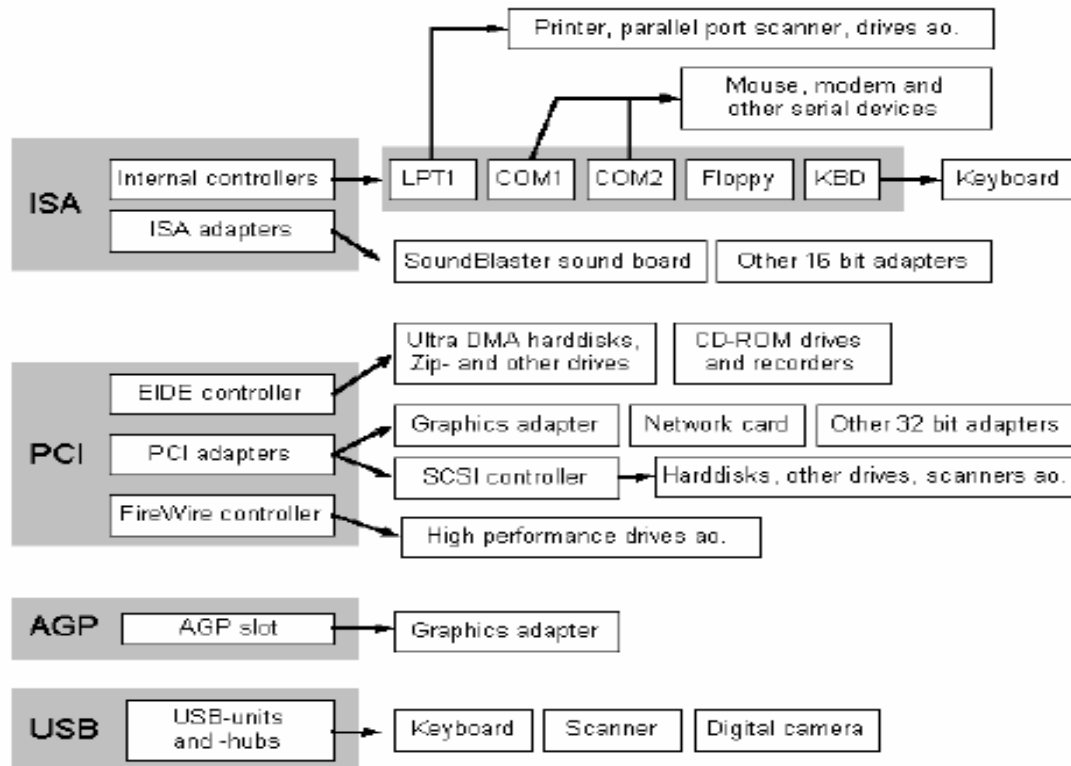 Printer, parallel port scanner, drives ao.
Mouse, modem and
other serial devices
ISA
Internal controllers
LPT1
COM1
COM2
Floppy
KBD
Keyboard
ISA adapters
SoundBlaster sound board
Other 16 bit adapters
PCI
EIDE controller
Ultra DMA harddisks,
Zip- and other drives
CD-ROM drives
and recorders
PCI adapters
Graphics adapter
Network card
Other 32 bit adapters
SCSI controller
Harddisks, other drives, scanners ao.
FireWire controller
High performance drives ao.
AGP
AGP slot
Graphics adapter
USB
USB-units
and -hubs
Keyboard
Scanner
Digital camera